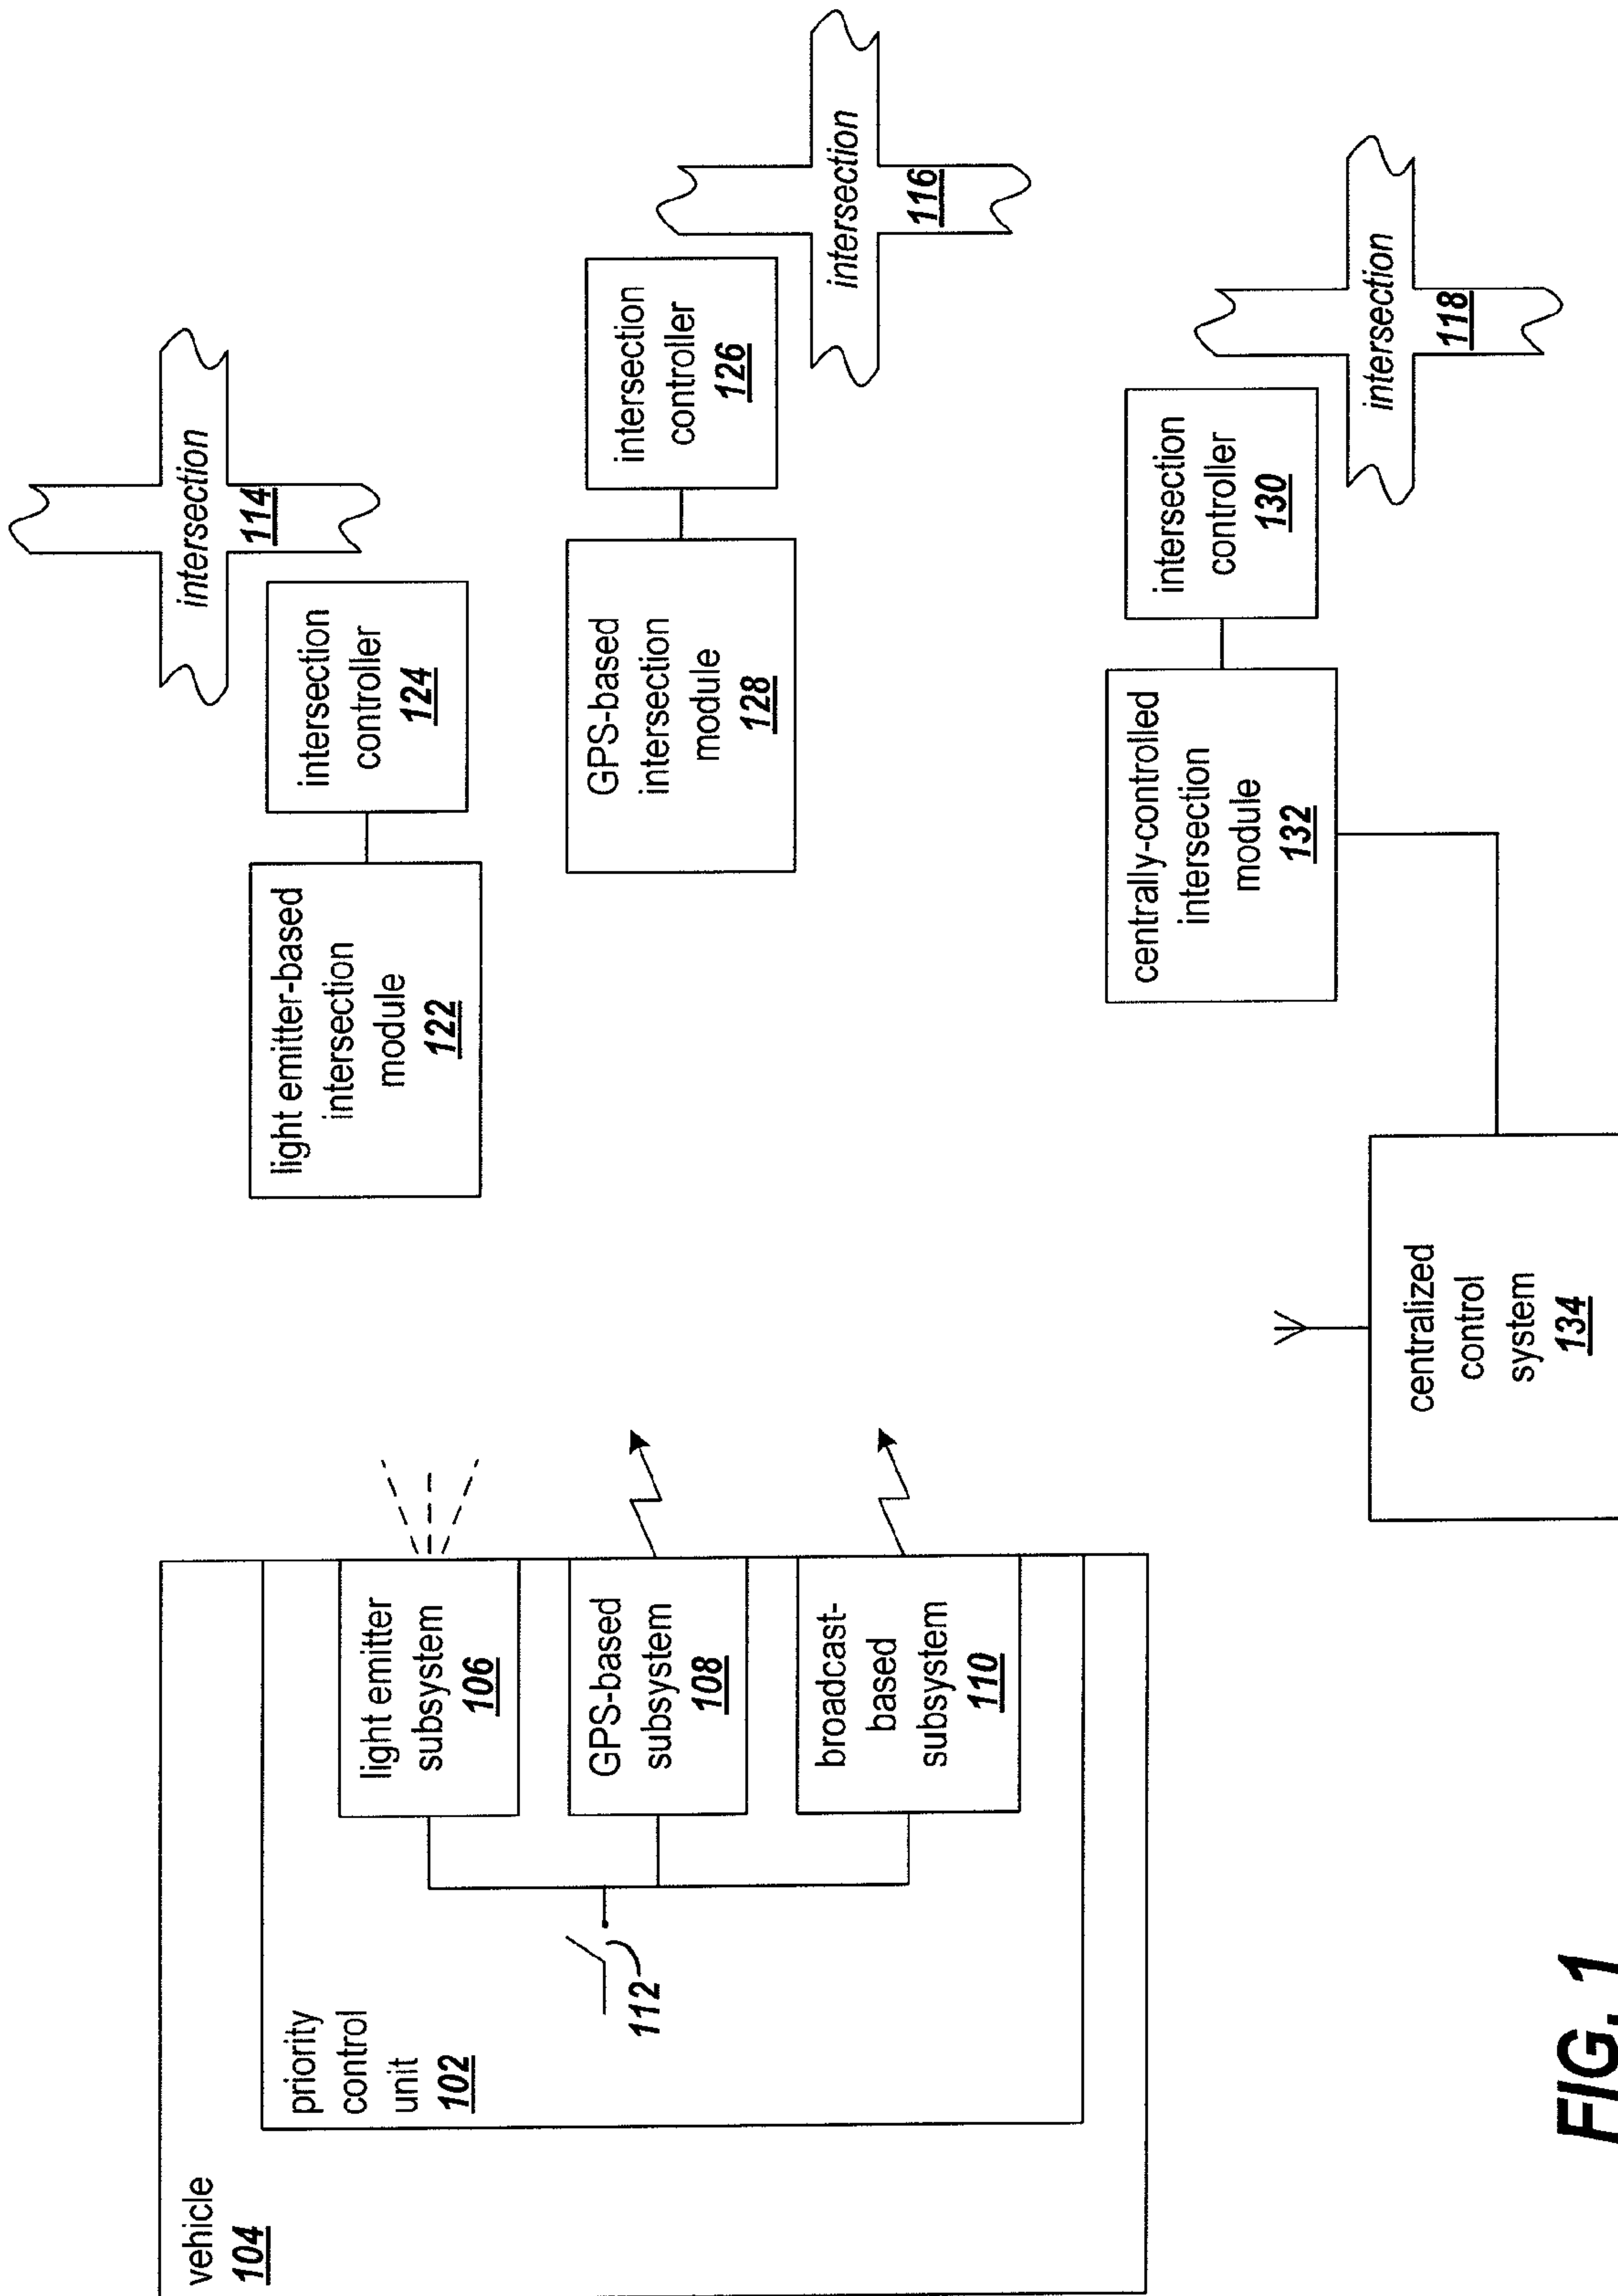 vehicle
104
priority
control
unit
102
112
light emitter
subsystem
106
GPS-based
subsystem
108
broadcast-
based
subsystem
110
light emitter-based
intersection
module
122
intersection
controller
124
intersection
114
GPS-based
intersection
module
128
intersection
controller
126
intersection
116
centrally-controlled
intersection
module
132
intersection
controller
130
intersection
118
centralized
control
system
134
FIG. 1